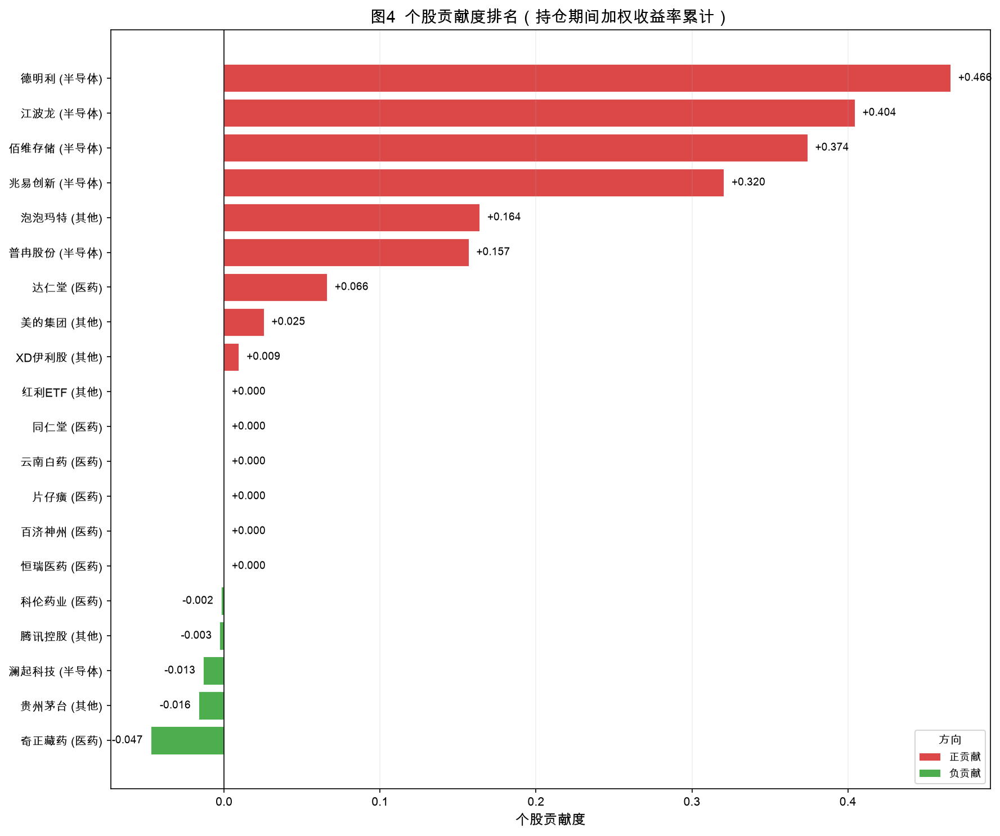 图4 个股贡献度排名（持仓期间加权收益率累计）
德明利 (半导体) +0.466
江波龙 (半导体) +0.404
佰维存储 (半导体) +0.374
兆易创新 (半导体) +0.320
泡泡玛特 (其他) +0.164
普冉股份 (半导体) +0.157
达仁堂 (医药) +0.066
美的集团 (其他) +0.025
XD伊利股 (其他) +0.009
红利ETF (其他) +0.000
同仁堂 (医药) +0.000
云南白药 (医药) +0.000
片仔癀 (医药) +0.000
百济神州 (医药) +0.000
恒瑞医药 (医药) +0.000
科伦药业 (医药) -0.002
腾讯控股 (其他) -0.003
澜起科技 (半导体) -0.013
贵州茅台 (其他) -0.016
奇正藏药 (医药) -0.047
方向
正贡献
负贡献
0.0 0.1 0.2 0.3 0.4
个股贡献度